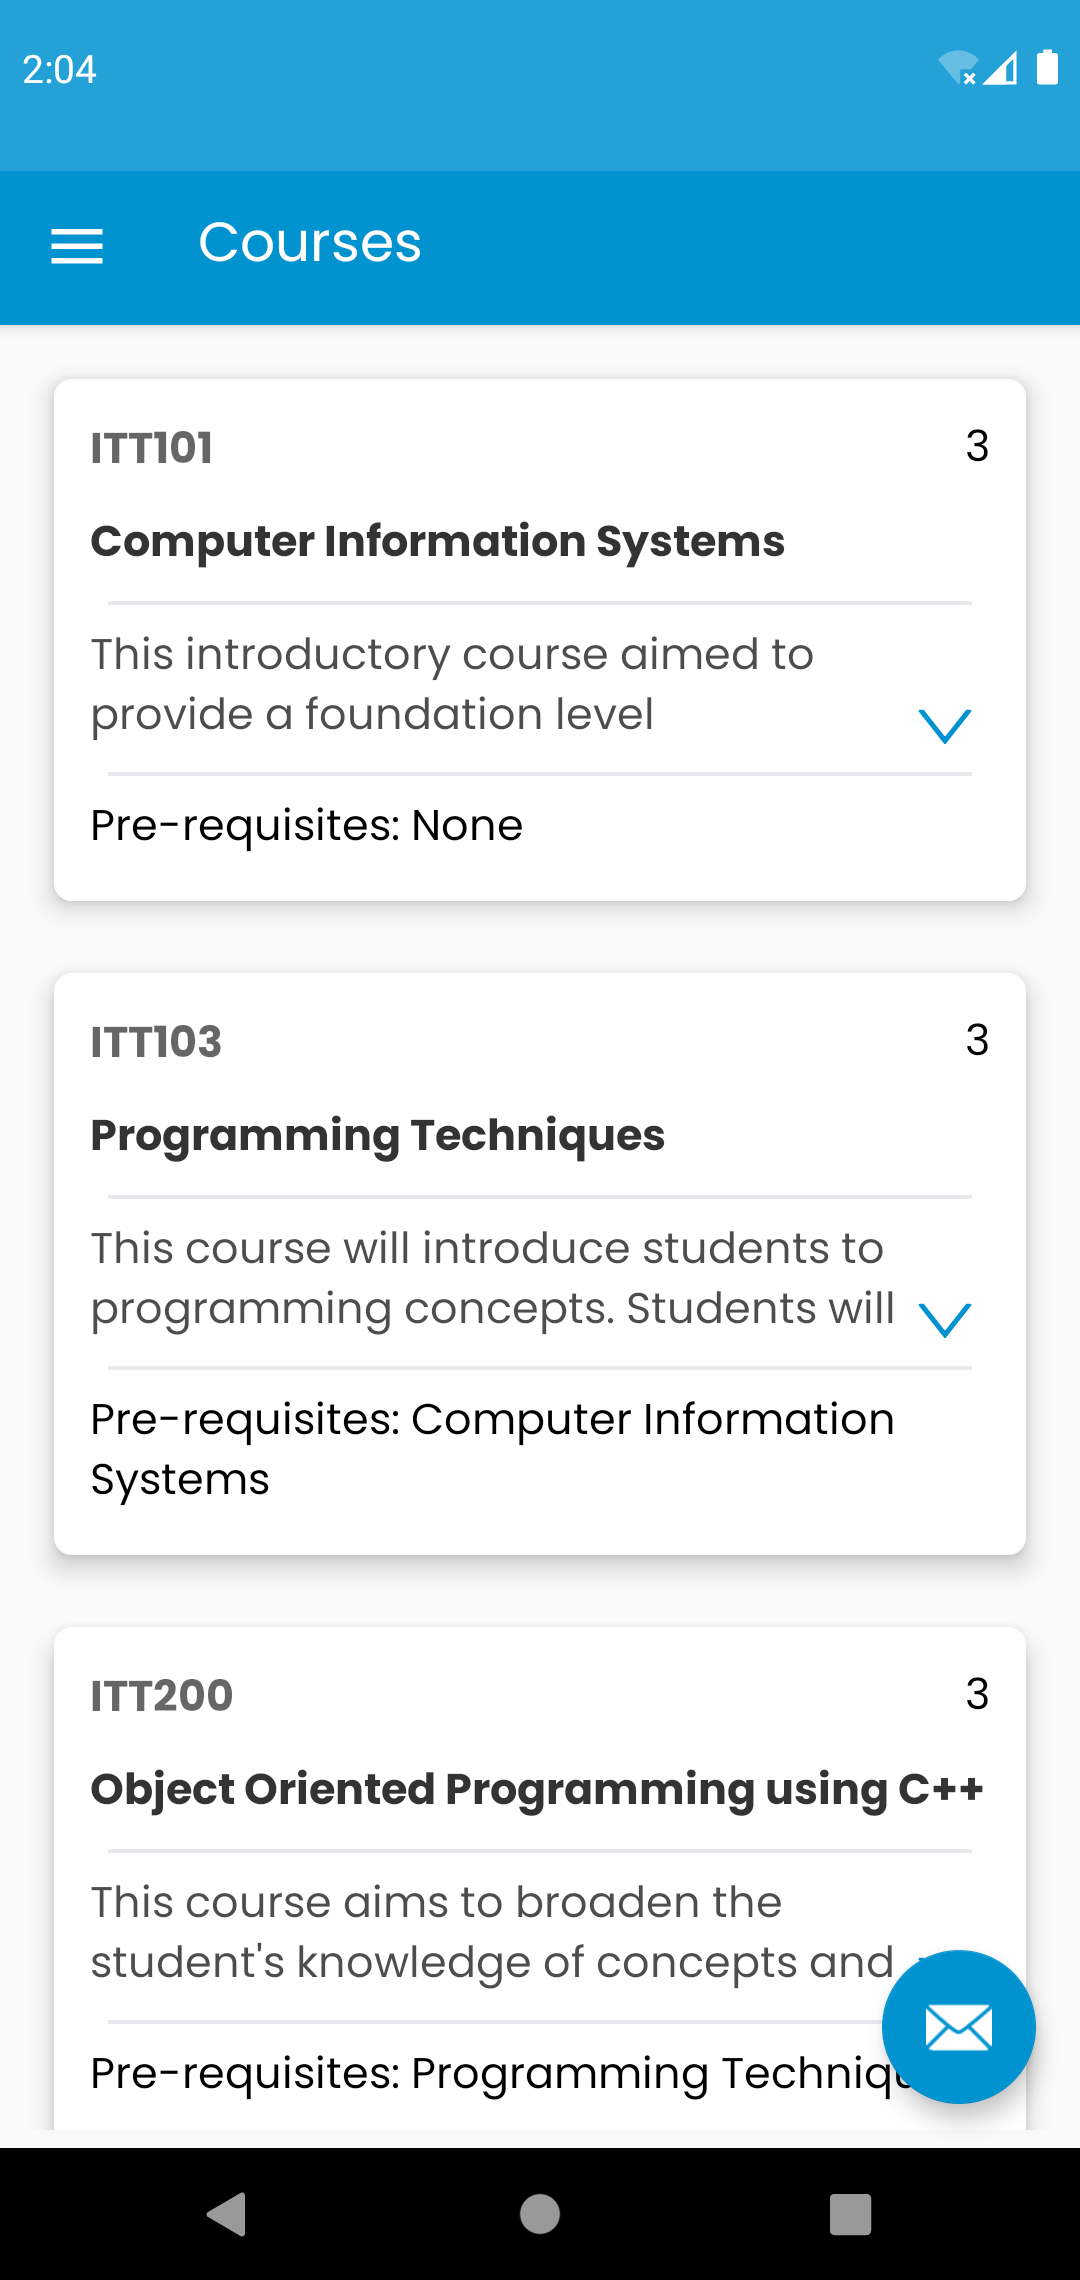 2:04
Courses
ITT101
3
Computer Information Systems
This introductory course aimed to
provide a foundation level
Pre-requisites: None
ITT103
3
Programming Techniques
This course will introduce students to
programming concepts. Students will
Pre-requisites: Computer Information
Systems
ITT200
3
Object Oriented Programming using C++
This course aims to broaden the
student's knowledge of concepts and
Pre-requisites: Programming